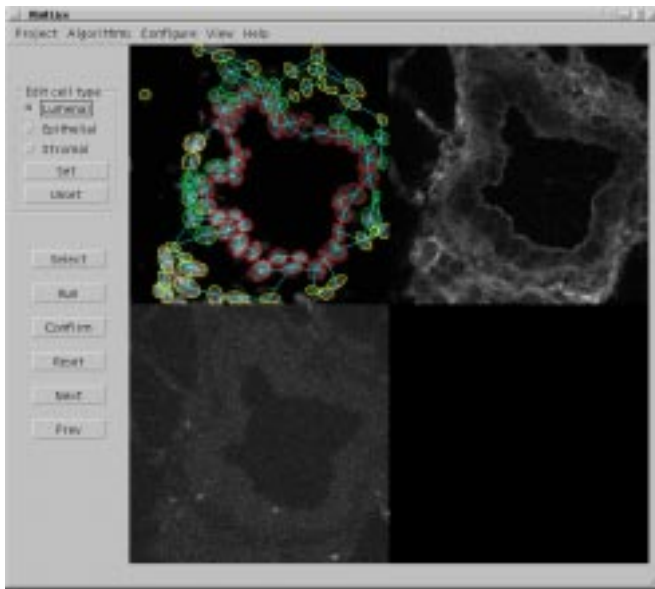 Project Algorithms Configure View Help
Edit cell type
Lumenal
Epithelial
Stromal
Set
Unset
Select
Run
Confirm
Reset
Next
Prev